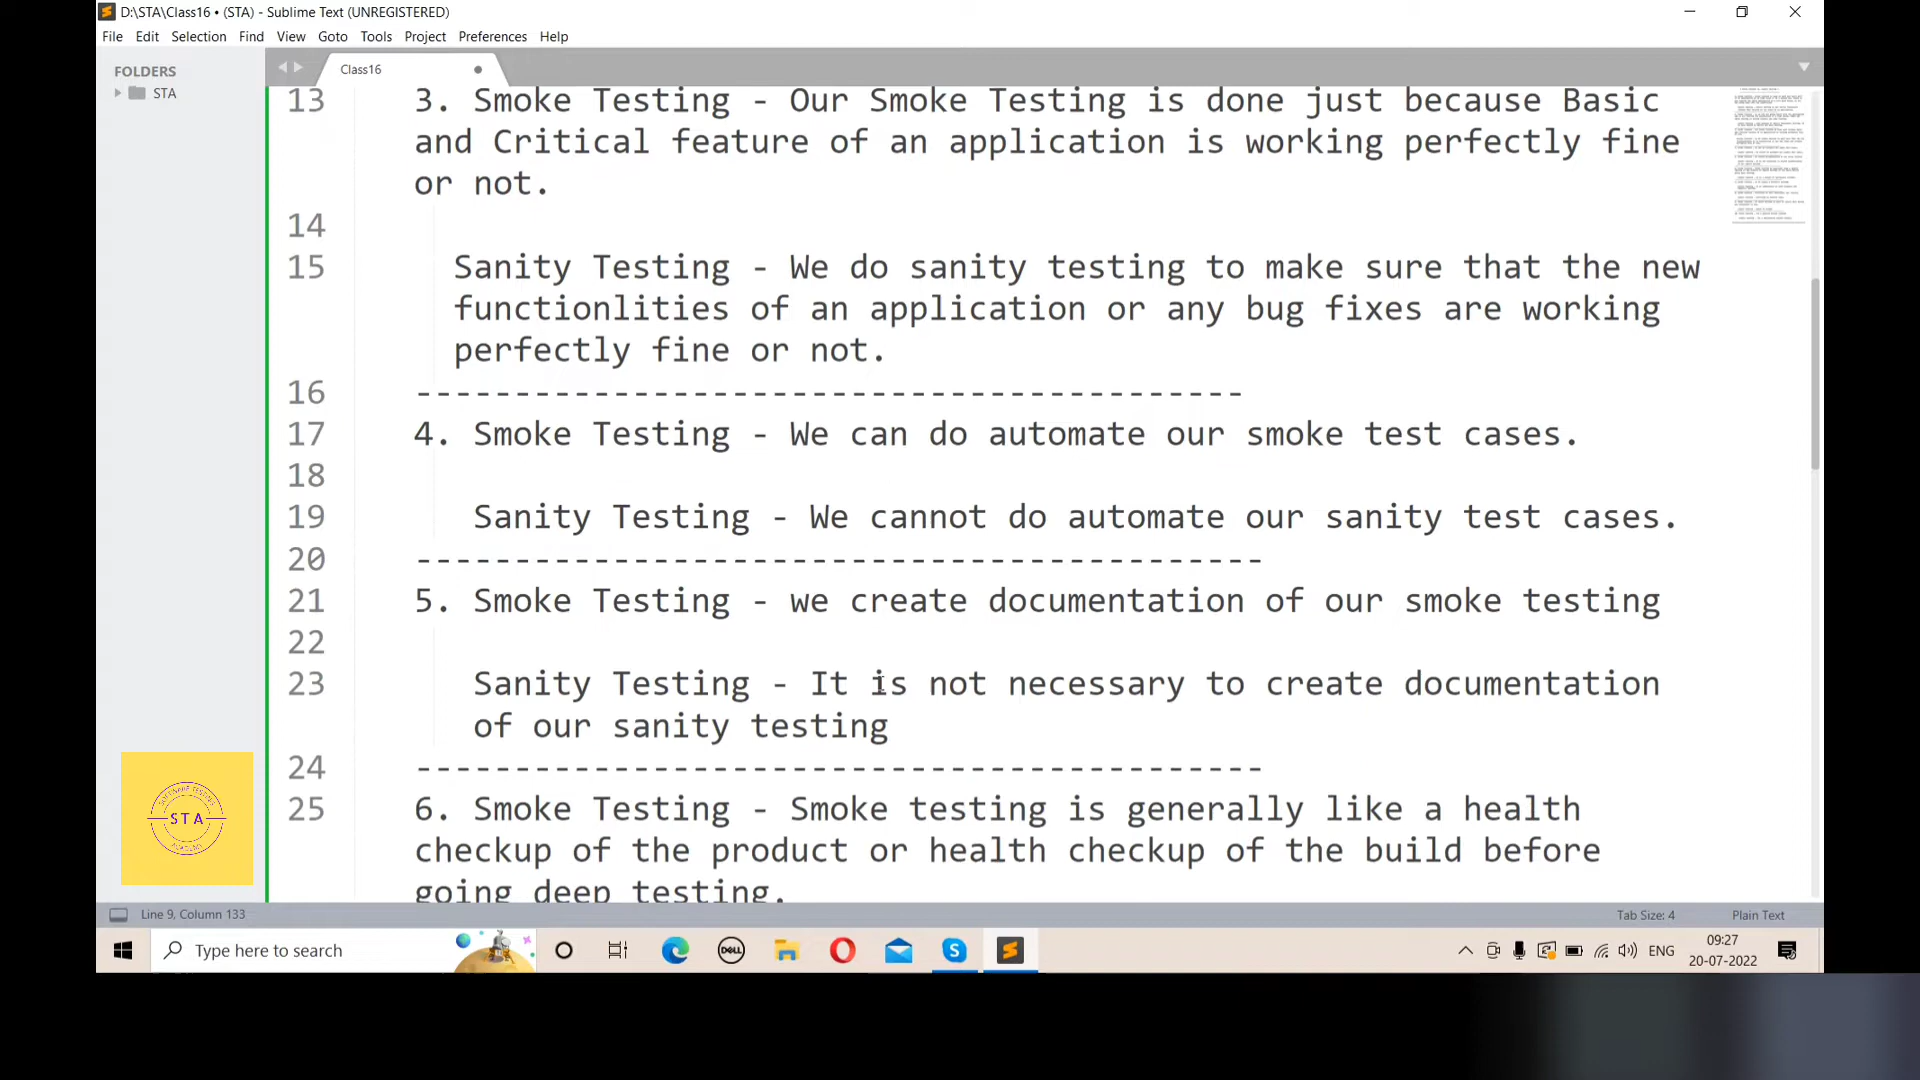 D:\STA\Class16 • (STA) - Sublime Text (UNREGISTERED)
File Edit Selection Find View Goto Tools Project Preferences Help
FOLDERS
STA
Class16
13 3. Smoke Testing - Our Smoke Testing is done just because Basic
and Critical feature of an application is working perfectly fine
or not.
14
15 Sanity Testing - We do sanity testing to make sure that the new
functionlities of an application or any bug fixes are working
perfectly fine or not.
16 ------------------------------------------
17 4. Smoke Testing - We can do automate our smoke test cases.
18
19 Sanity Testing - We cannot do automate our sanity test cases.
20 -------------------------------------------
21 5. Smoke Testing - we create documentation of our smoke testing
22
23 Sanity Testing - It is not necessary to create documentation
of our sanity testing
24 -------------------------------------------
25 6. Smoke Testing - Smoke testing is generally like a health
checkup of the product or health checkup of the build before
going deep testing.
SOFTWARE TESTING
STA
ACADEMY
Line 9, Column 133
Tab Size: 4
Plain Text
Type here to search
DELL
ENG
09:27
20-07-2022